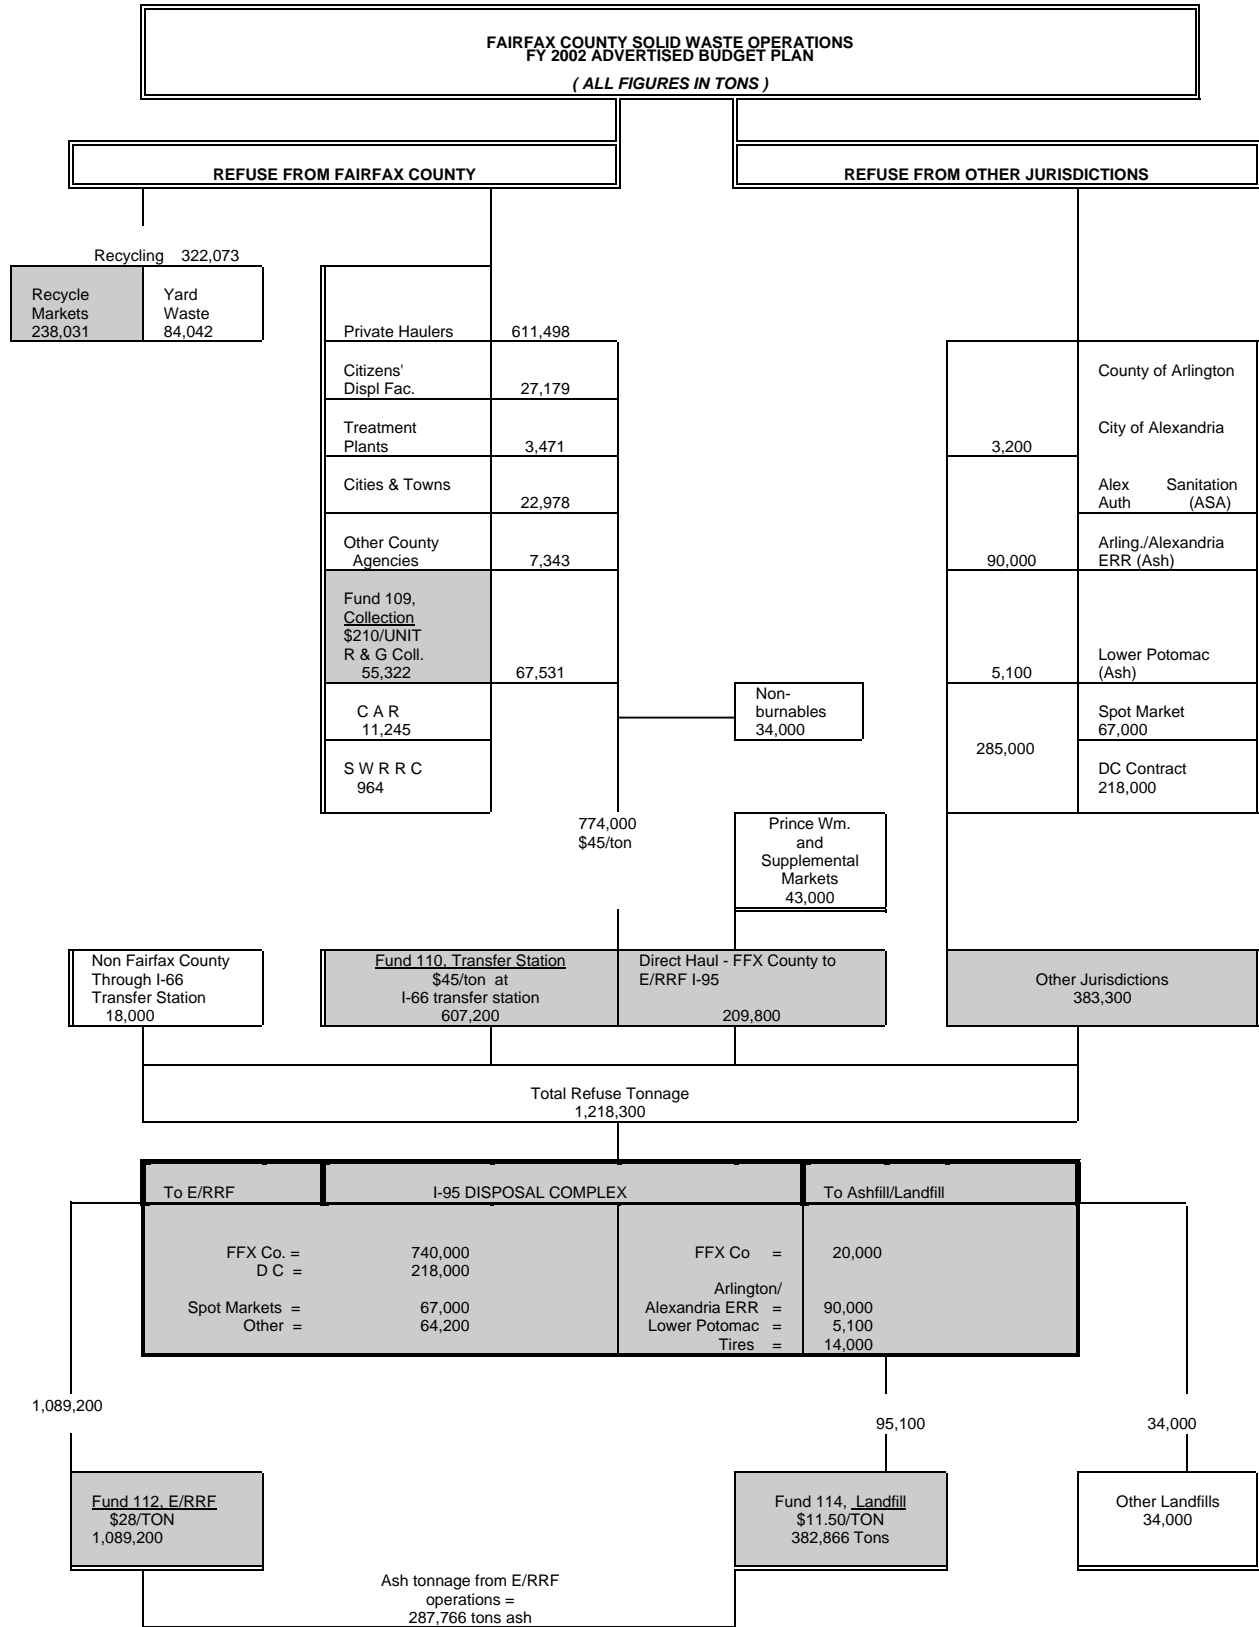 FAIRFAX COUNTY SOLID WASTE OPERATIONS
FY 2002 ADVERTISED BUDGET PLAN
( ALL FIGURES IN TONS )
REFUSE FROM FAIRFAX COUNTY
REFUSE FROM OTHER JURISDICTIONS
Recycling 322,073
Recycle
Markets
238,031
Yard
Waste
84,042
Private Haulers 611,498
Citizens'
Displ Fac. 27,179
Treatment
Plants 3,471
Cities & Towns
22,978
Other County
Agencies 7,343
Fund 109,
Collection
$210/UNIT
R & G Coll.
55,322 67,531
C A R
11,245
S W R R C
964
Non-
burnables
34,000
County of Arlington
City of Alexandria
3,200
Alex Sanitation
Auth (ASA)
Arling./Alexandria
90,000 ERR (Ash)
Lower Potomac
5,100 (Ash)
Spot Market
67,000
285,000
DC Contract
218,000
774,000
$45/ton
Prince Wm.
and
Supplemental
Markets
43,000
Non Fairfax County
Through I-66
Transfer Station
18,000
Fund 110, Transfer Station
$45/ton at
I-66 transfer station
607,200
Direct Haul - FFX County to
E/RRF I-95
209,800
Other Jurisdictions
383,300
Total Refuse Tonnage
1,218,300
To E/RRF I-95 DISPOSAL COMPLEX To Ashfill/Landfill
FFX Co. = 740,000 FFX Co = 20,000
D C = 218,000
Arlington/
Spot Markets = 67,000 Alexandria ERR = 90,000
Other = 64,200 Lower Potomac = 5,100
Tires = 14,000
1,089,200
95,100
34,000
Fund 112, E/RRF
$28/TON
1,089,200
Fund 114, Landfill
$11.50/TON
382,866 Tons
Other Landfills
34,000
Ash tonnage from E/RRF
operations =
287,766 tons ash